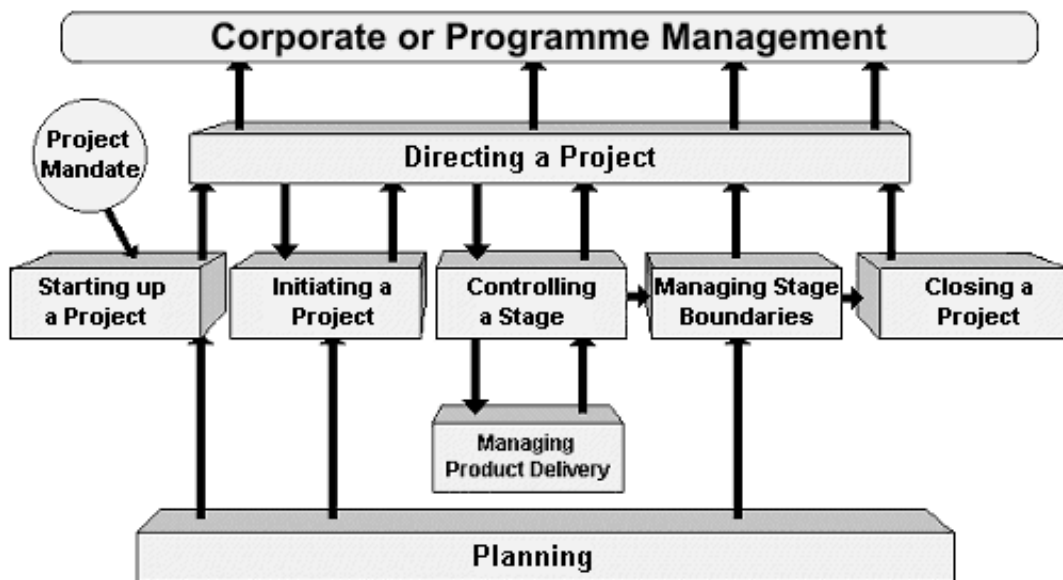 Corporate or Programme Management
Project
Mandate
Directing a Project
Starting up
a Project
Initiating a
Project
Controlling
a Stage
Managing Stage
Boundaries
Closing a
Project
Managing
Product Delivery
Planning